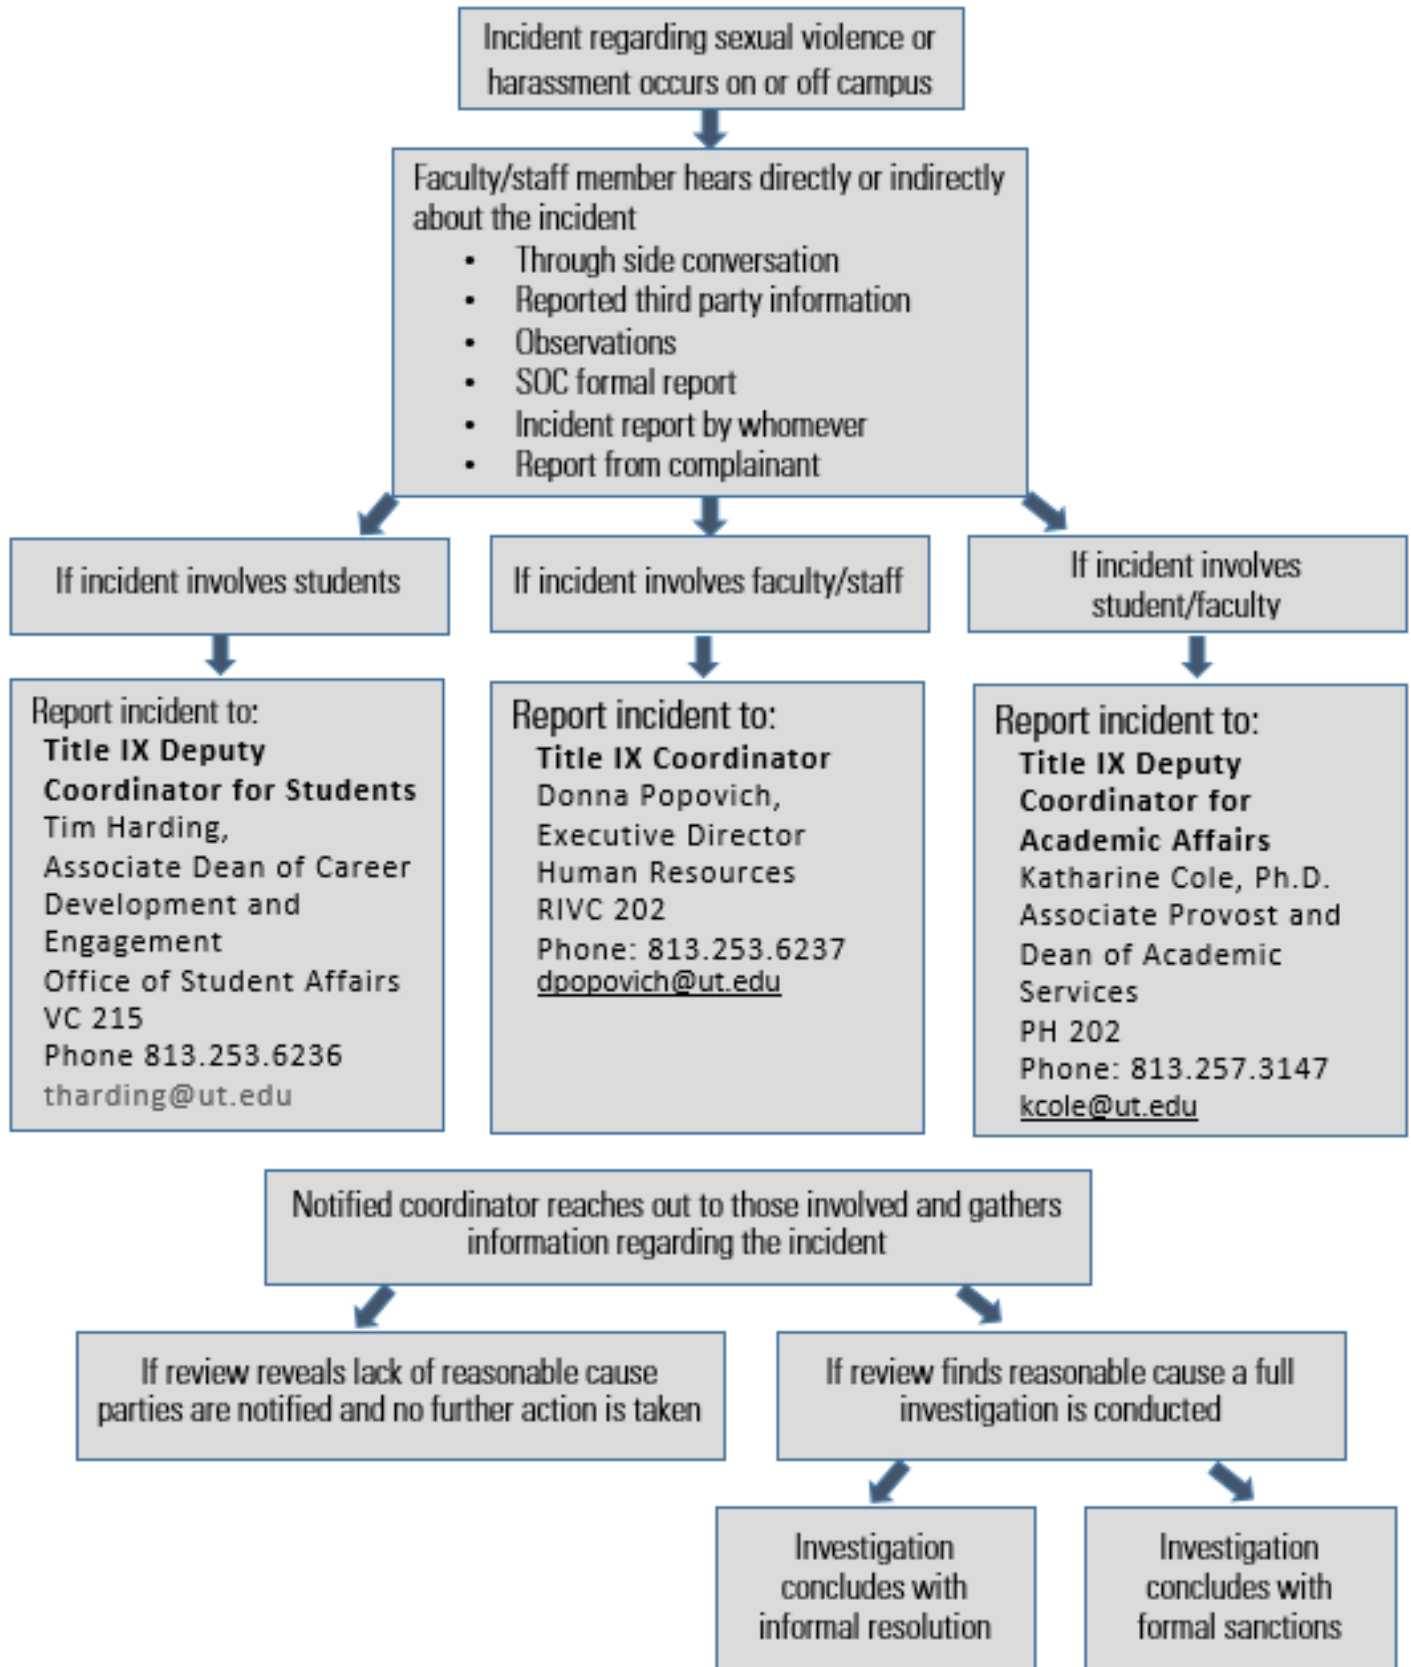 Incident regarding sexual violence or
harassment occurs on or off campus
Faculty/staff member hears directly or indirectly
about the incident
• Through side conversation
• Reported third party information
• Observations
• SOC formal report
• Incident report by whomever
• Report from complainant
If incident involves students
If incident involves faculty/staff
If incident involves
student/faculty
Report incident to:
Title IX Deputy
Coordinator for Students
Tim Harding,
Associate Dean of Career
Development and
Engagement
Office of Student Affairs
VC 215
Phone 813.253.6236
tharding@ut.edu
Report incident to:
Title IX Coordinator
Donna Popovich,
Executive Director
Human Resources
RIVC 202
Phone: 813.253.6237
dpopovich@ut.edu
Report incident to:
Title IX Deputy
Coordinator for
Academic Affairs
Katharine Cole, Ph.D.
Associate Provost and
Dean of Academic
Services
PH 202
Phone: 813.257.3147
kcole@ut.edu
Notified coordinator reaches out to those involved and gathers
information regarding the incident
If review reveals lack of reasonable cause
parties are notified and no further action is taken
If review finds reasonable cause a full
investigation is conducted
Investigation
concludes with
informal resolution
Investigation
concludes with
formal sanctions